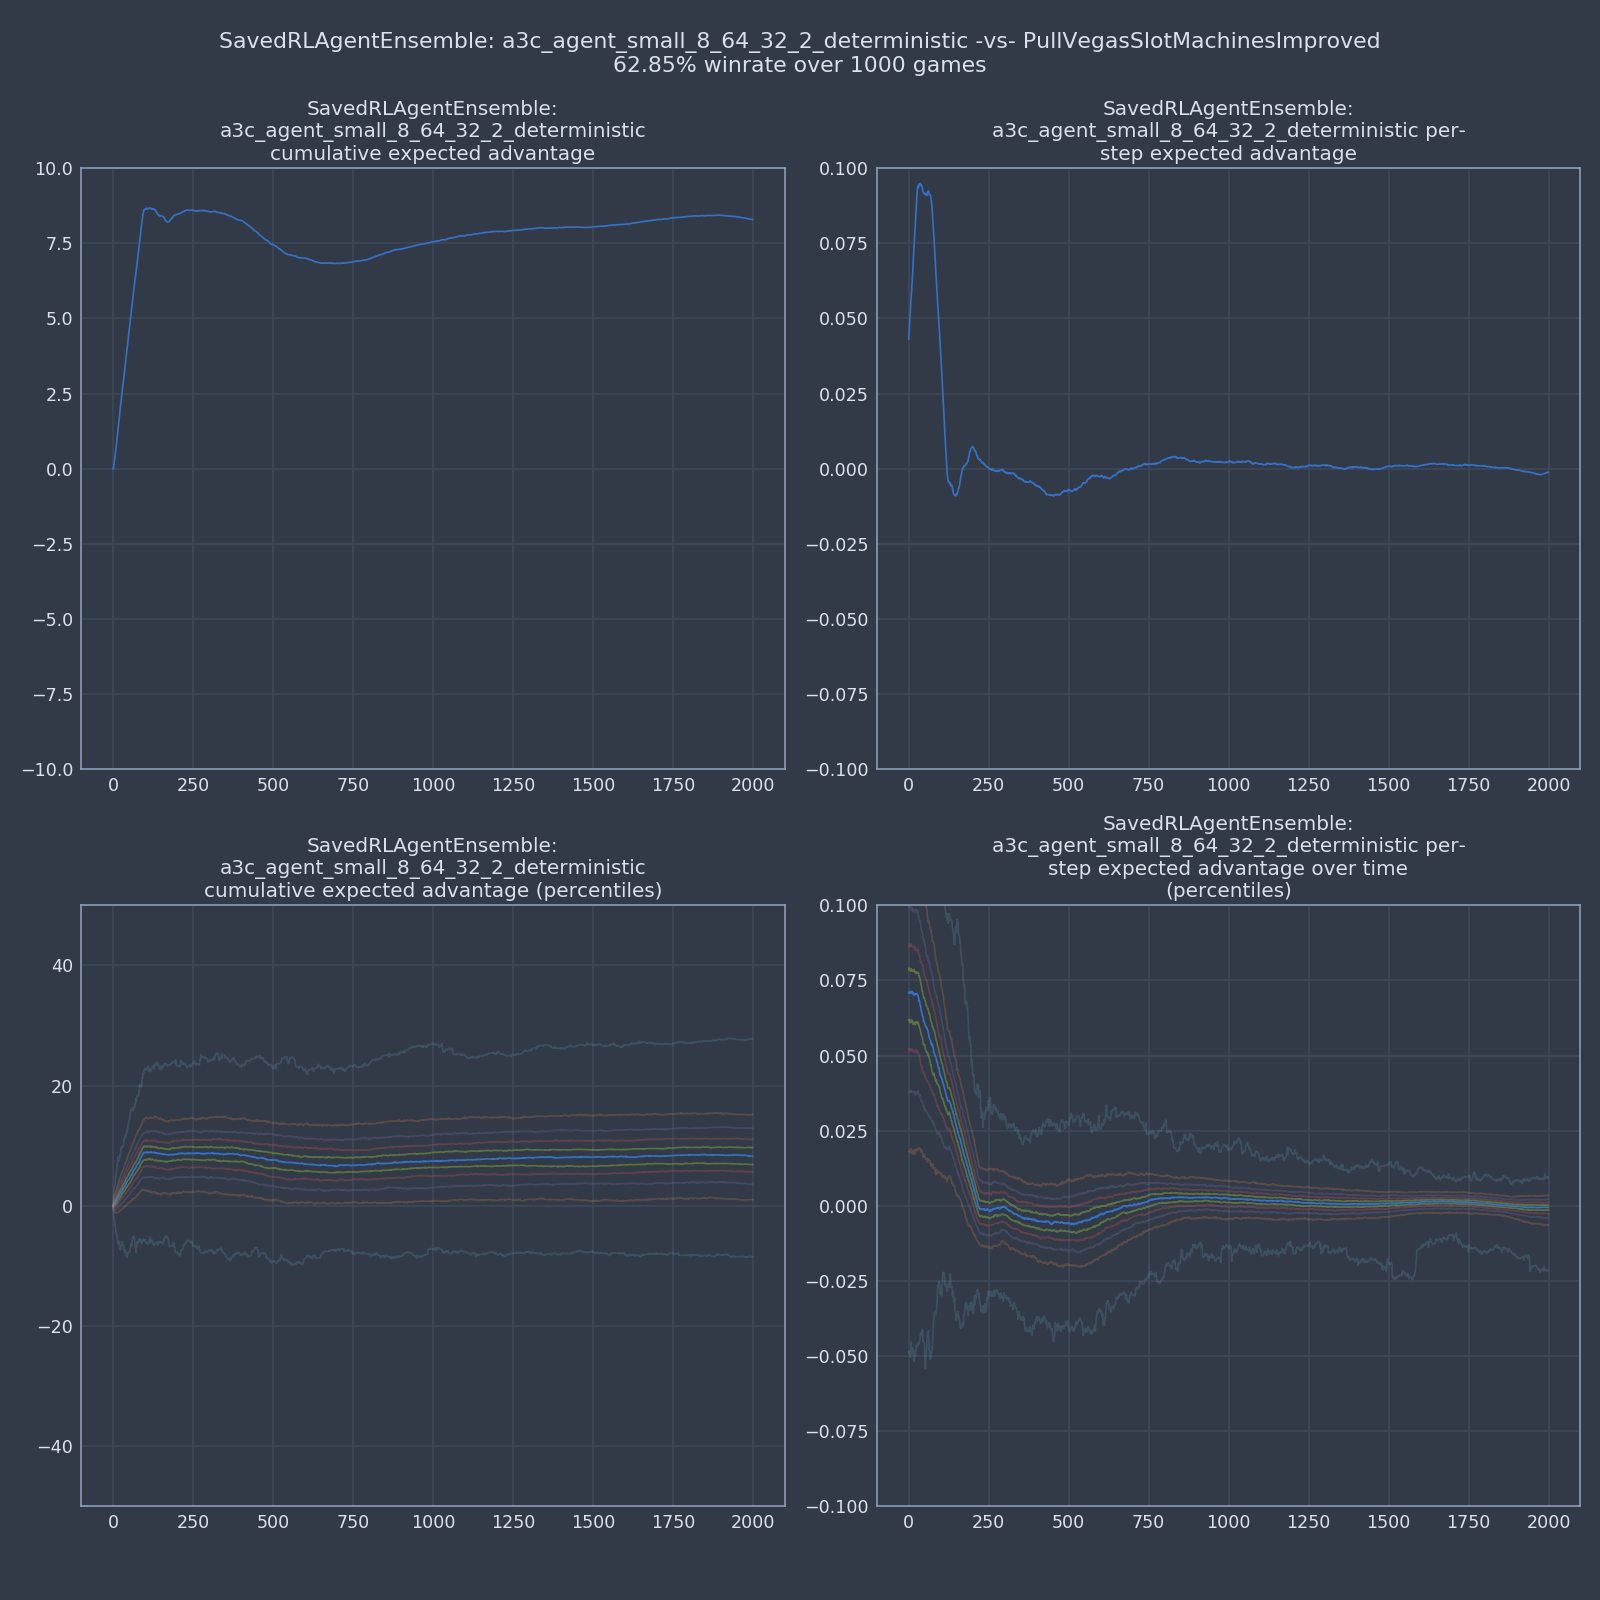 SavedRLAgentEnsemble: a3c_agent_small_8_64_32_2_deterministic -vs- PullVegasSlotMachinesImproved
62.85% winrate over 1000 games
SavedRLAgentEnsemble:
a3c_agent_small_8_64_32_2_deterministic
cumulative expected advantage
10.0
7.5
5.0
2.5
0.0
−2.5
−5.0
−7.5
−10.0
0 250 500 750 1000 1250 1500 1750 2000
SavedRLAgentEnsemble:
a3c_agent_small_8_64_32_2_deterministic per-
step expected advantage
0.100
0.075
0.050
0.025
0.000
−0.025
−0.050
−0.075
−0.100
0 250 500 750 1000 1250 1500 1750 2000
SavedRLAgentEnsemble:
a3c_agent_small_8_64_32_2_deterministic
cumulative expected advantage (percentiles)
40
20
0
−20
−40
0 250 500 750 1000 1250 1500 1750 2000
SavedRLAgentEnsemble:
a3c_agent_small_8_64_32_2_deterministic per-
step expected advantage over time
(percentiles)
0.100
0.075
0.050
0.025
0.000
−0.025
−0.050
−0.075
−0.100
0 250 500 750 1000 1250 1500 1750 2000